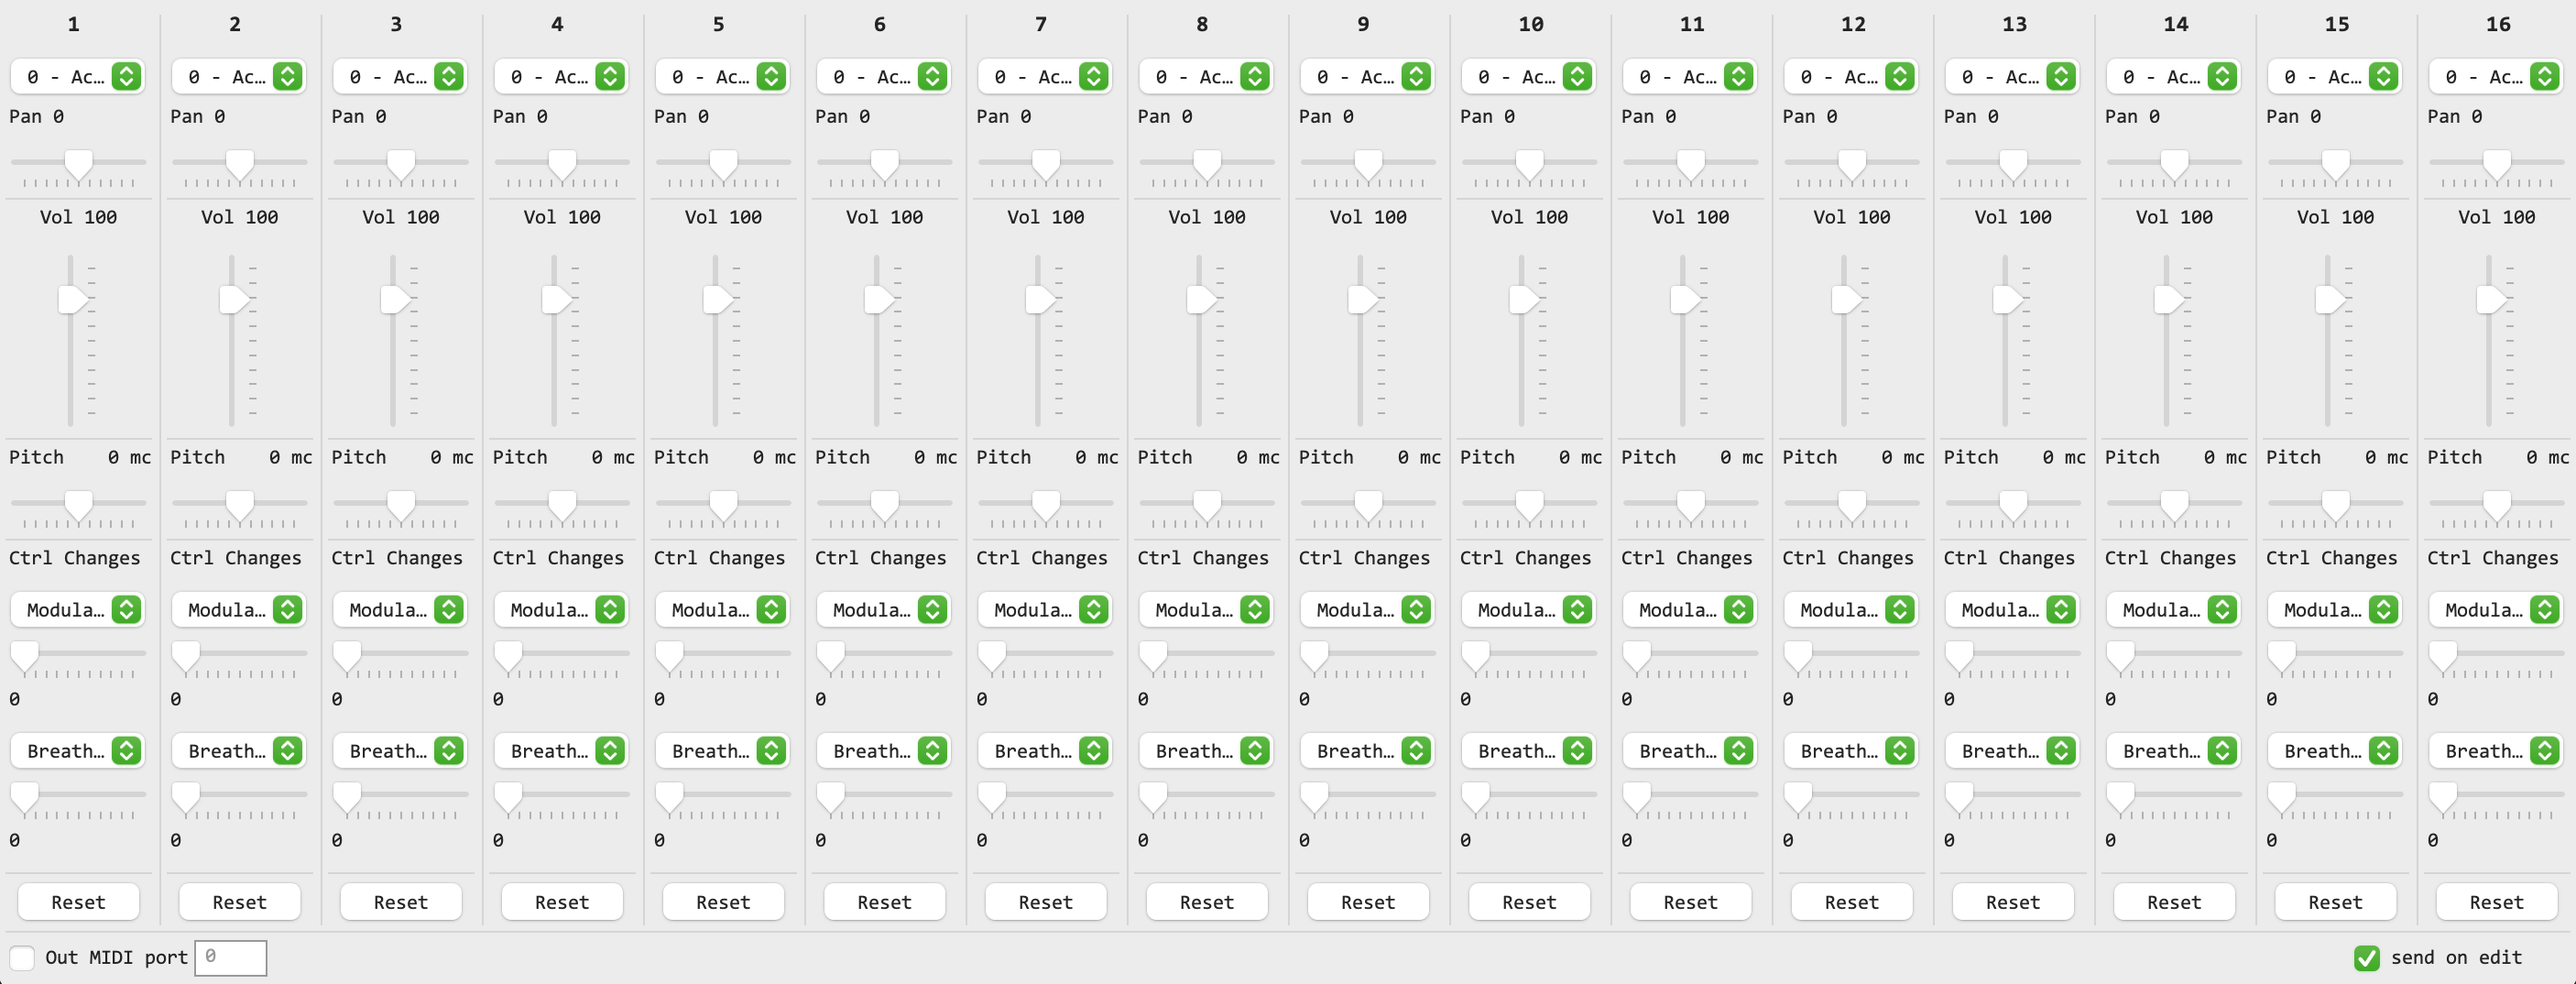 1 2 3 4 5 6 7 8 9 10 11 12 13 14 15 16
0 - Ac… 0 - Ac… 0 - Ac… 0 - Ac… 0 - Ac… 0 - Ac… 0 - Ac… 0 - Ac… 0 - Ac… 0 - Ac… 0 - Ac… 0 - Ac… 0 - Ac… 0 - Ac… 0 - Ac… 0 - Ac…
Pan 0 Pan 0 Pan 0 Pan 0 Pan 0 Pan 0 Pan 0 Pan 0 Pan 0 Pan 0 Pan 0 Pan 0 Pan 0 Pan 0 Pan 0 Pan 0
Vol 100 Vol 100 Vol 100 Vol 100 Vol 100 Vol 100 Vol 100 Vol 100 Vol 100 Vol 100 Vol 100 Vol 100 Vol 100 Vol 100 Vol 100 Vol 100
Pitch 0 mc Pitch 0 mc Pitch 0 mc Pitch 0 mc Pitch 0 mc Pitch 0 mc Pitch 0 mc Pitch 0 mc Pitch 0 mc Pitch 0 mc Pitch 0 mc Pitch 0 mc Pitch 0 mc Pitch 0 mc Pitch 0 mc Pitch 0 mc
Ctrl Changes Ctrl Changes Ctrl Changes Ctrl Changes Ctrl Changes Ctrl Changes Ctrl Changes Ctrl Changes Ctrl Changes Ctrl Changes Ctrl Changes Ctrl Changes Ctrl Changes Ctrl Changes Ctrl Changes Ctrl Changes
Modula… Modula… Modula… Modula… Modula… Modula… Modula… Modula… Modula… Modula… Modula… Modula… Modula… Modula… Modula… Modula…
0 0 0 0 0 0 0 0 0 0 0 0 0 0 0 0
Breath… Breath… Breath… Breath… Breath… Breath… Breath… Breath… Breath… Breath… Breath… Breath… Breath… Breath… Breath… Breath…
0 0 0 0 0 0 0 0 0 0 0 0 0 0 0 0
Reset Reset Reset Reset Reset Reset Reset Reset Reset Reset Reset Reset Reset Reset Reset Reset
Out MIDI port 0 send on edit